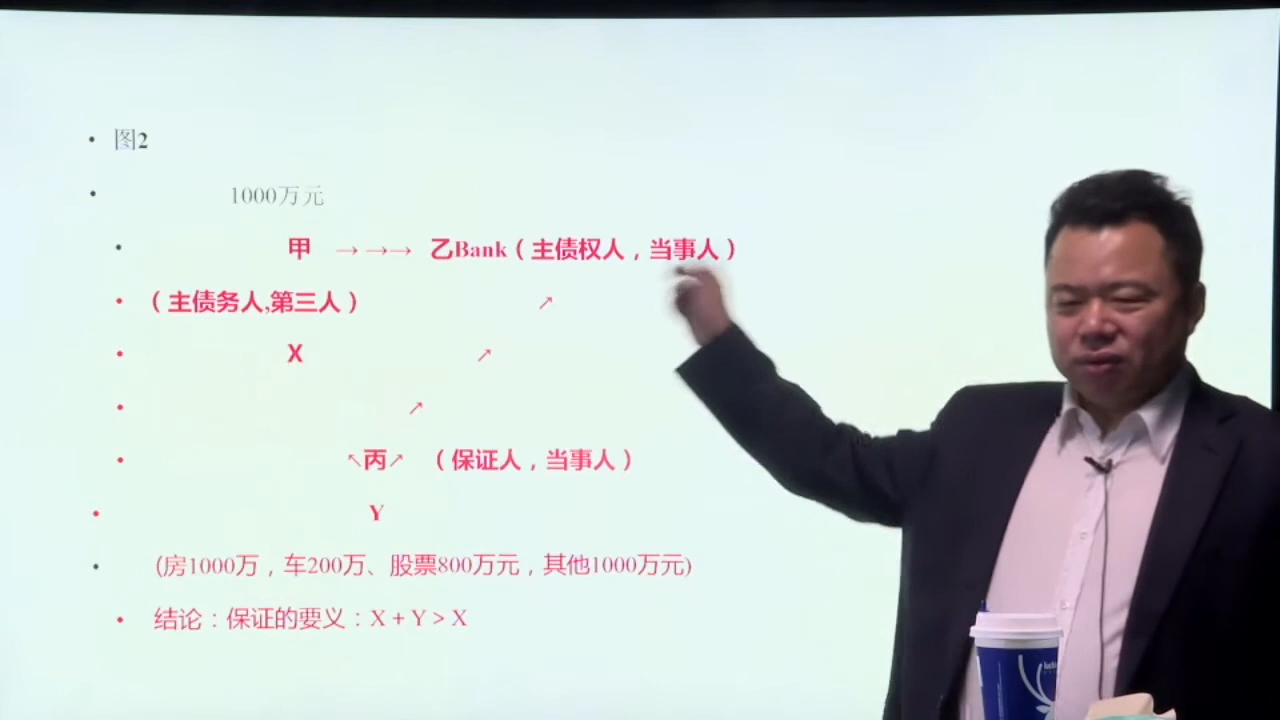 • 图2
• 1000万元
• 甲 →→→ 乙Bank（主债权人，当事人）
• （主债务人,第三人） ↗
• X ↗
• ↗
• ↖丙↗ （保证人，当事人）
• Y
• (房1000万，车200万、股票800万元，其他1000万元)
• 结论：保证的要义：X + Y > X